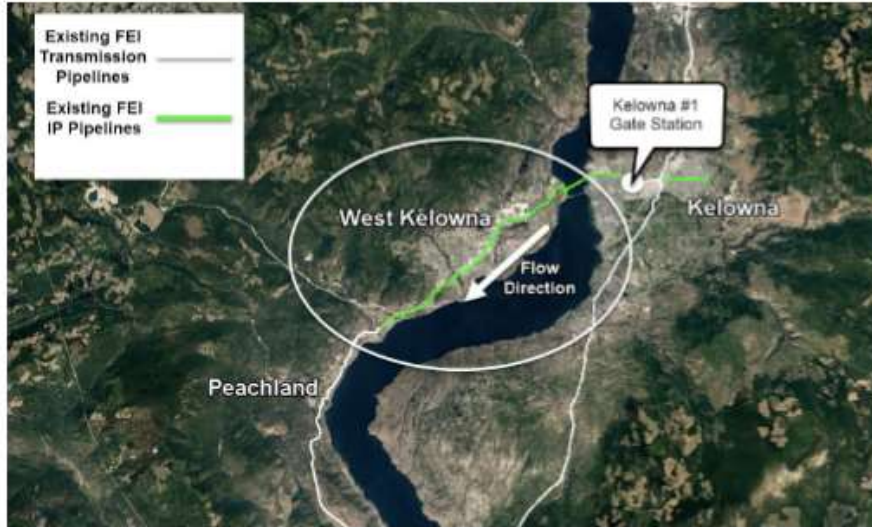 Existing FEI
Transmission
Pipelines
Existing FEI
IP Pipelines
Kelowna #1
Gate Station
West Kelowna
Kelowna
Flow
Direction
Peachland